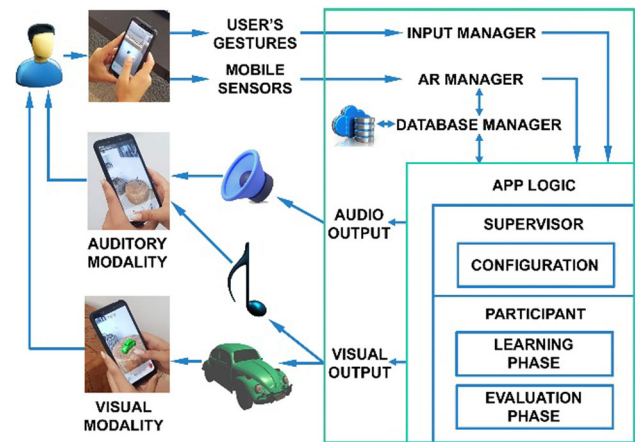 USER'S
GESTURES
INPUT MANAGER
MOBILE
SENSORS
AR MANAGER
DATABASE MANAGER
APP LOGIC
AUDIO
OUTPUT
SUPERVISOR
CONFIGURATION
AUDITORY
MODALITY
PARTICIPANT
LEARNING
PHASE
VISUAL
OUTPUT
EVALUATION
PHASE
VISUAL
MODALITY